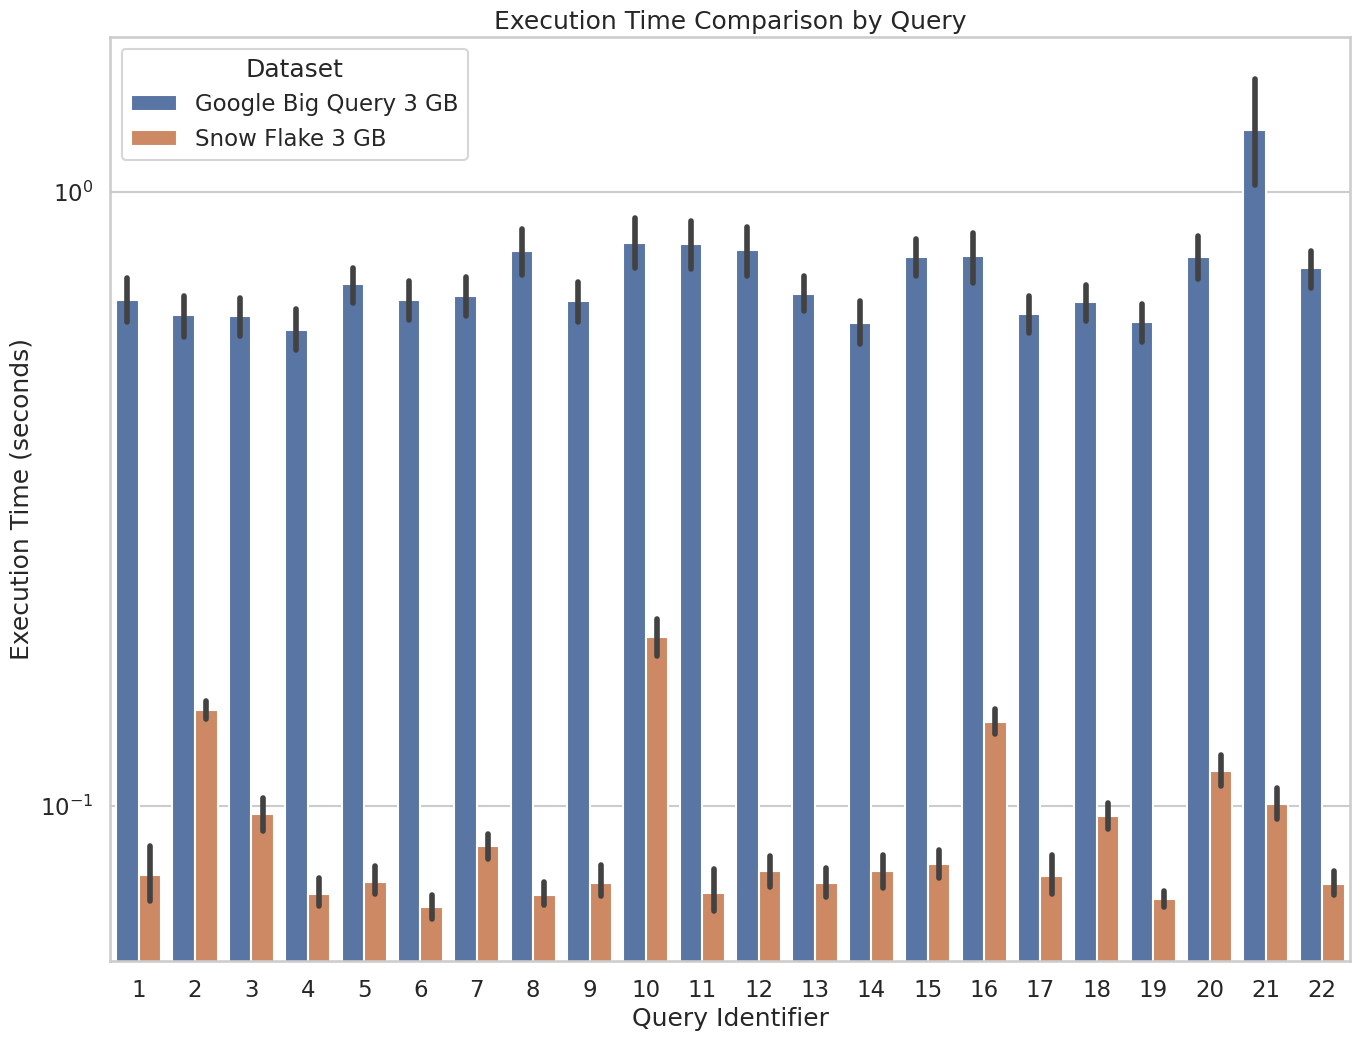 Execution Time Comparison by Query
Dataset
Google Big Query 3 GB
Snow Flake 3 GB
Execution Time (seconds)
10⁰
10⁻¹
1 2 3 4 5 6 7 8 9 10 11 12 13 14 15 16 17 18 19 20 21 22
Query Identifier